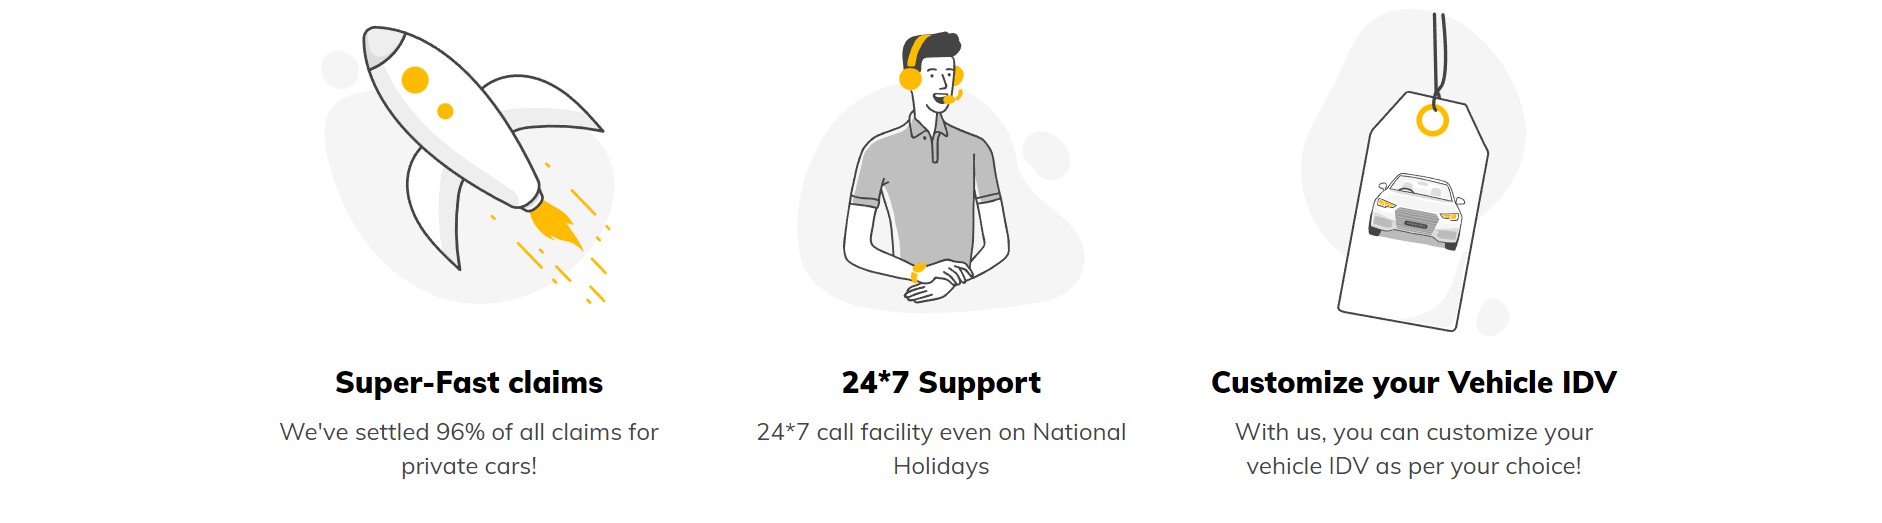 Super-Fast claims
We've settled 96% of all claims for
private cars!
24*7 Support
24*7 call facility even on National
Holidays
Customize your Vehicle IDV
With us, you can customize your
vehicle IDV as per your choice!